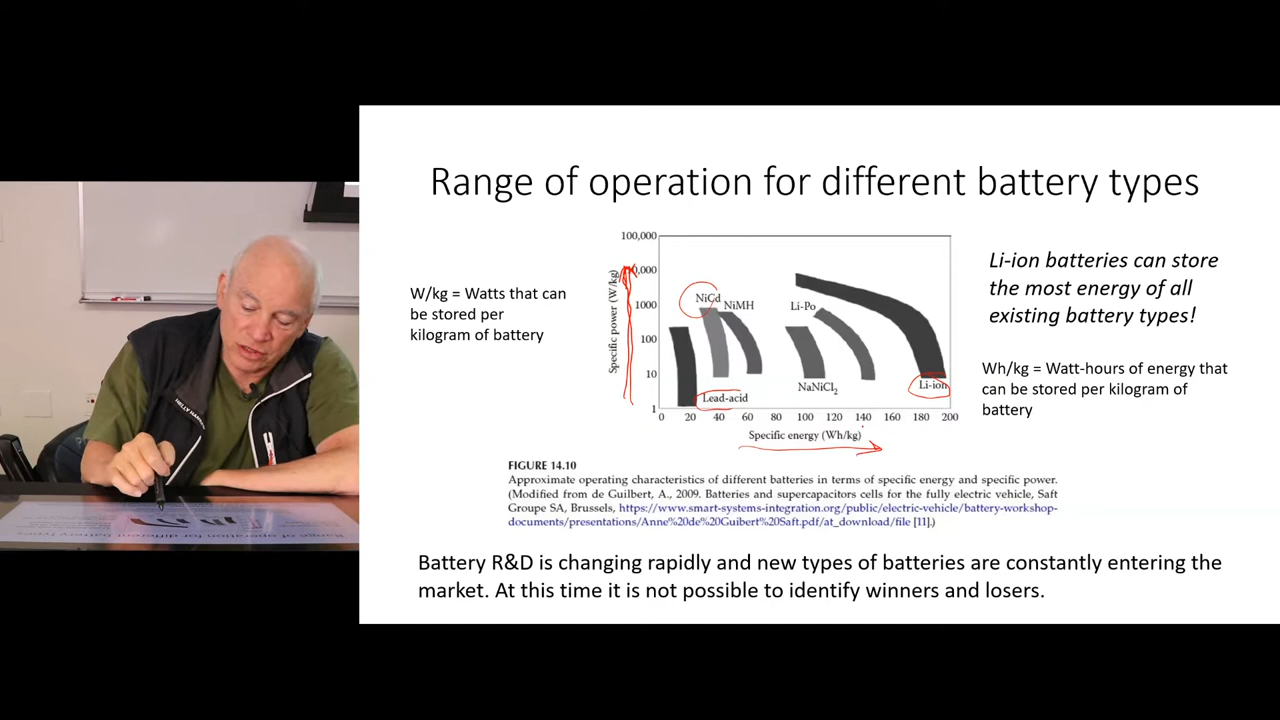 Range of operation for different battery types
W/kg = Watts that can
be stored per
kilogram of battery
Specific power (W/kg)
100,000
1000
100
10
1
NiCd
NiMH
Li-Po
Lead-acid
NaNiCl2
Li-ion
0 20 40 60 80 100 120 140 160 180 200
Specific energy (Wh/kg)
Li-ion batteries can store
the most energy of all
existing battery types!
Wh/kg = Watt-hours of energy that
can be stored per kilogram of
battery
FIGURE 14.10
Approximate operating characteristics of different batteries in terms of specific energy and specific power.
(Modified from de Guilbert, A., 2009. Batteries and supercapacitors cells for the fully electric vehicle, Saft
Groupe SA, Brussels, https://www.smart-systems-integration.org/public/electric-vehicle/battery-workshop-
documents/presentations/Anne%20de%20Guibert%20Saft.pdf/at_download/file [11].)
Battery R&D is changing rapidly and new types of batteries are constantly entering the
market. At this time it is not possible to identify winners and losers.
HELLY HANSEN